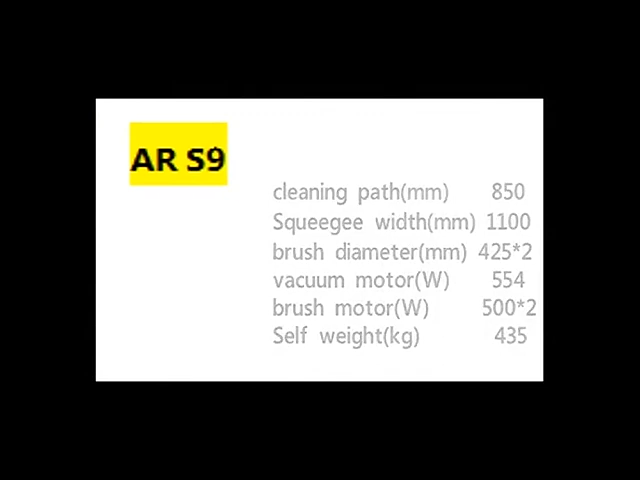 AR S9
cleaning path(mm) 850
Squeegee width(mm) 1100
brush diameter(mm) 425*2
vacuum motor(W) 554
brush motor(W) 500*2
Self weight(kg) 435